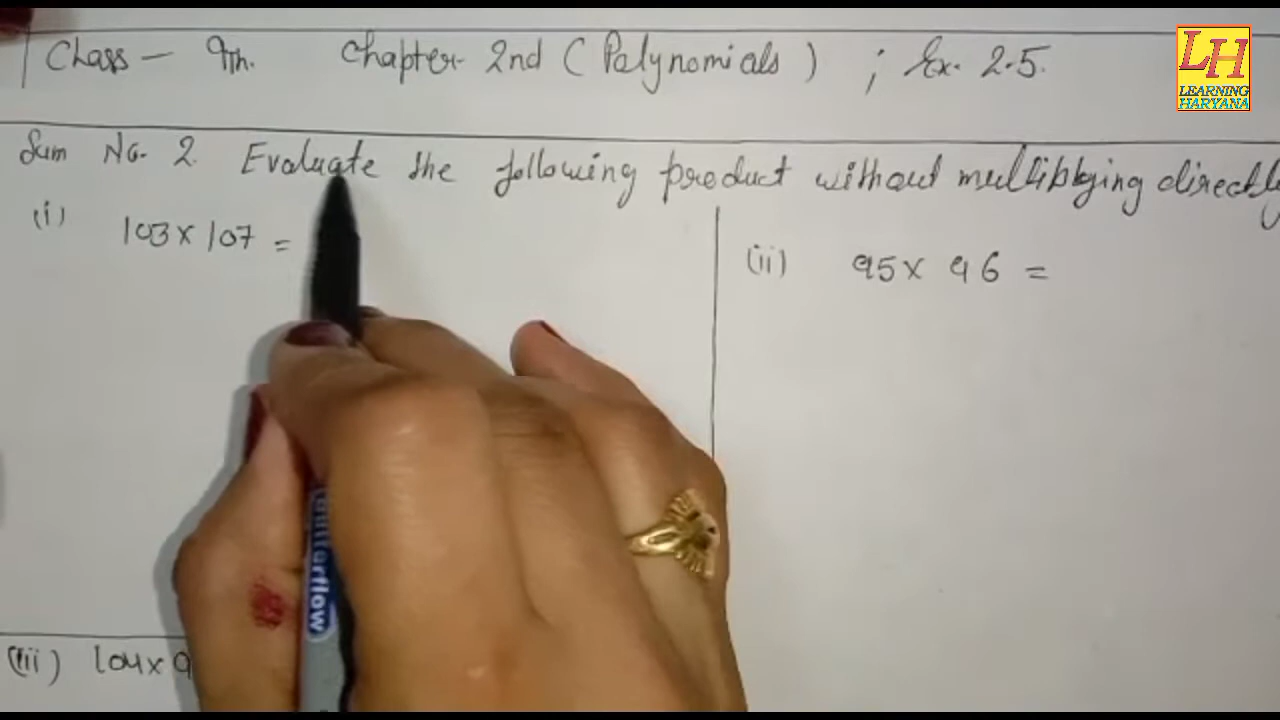 Class - 9th. Chapter 2nd (Polynomials) ; Ex. 2.5.
LH
LEARNING
HARYANA
Sum No. 2. Evaluate the following product without multiplying directly
(i) 103 x 107 =
(ii) 95 x 96 =
(iii) 104 x 9
luidflow